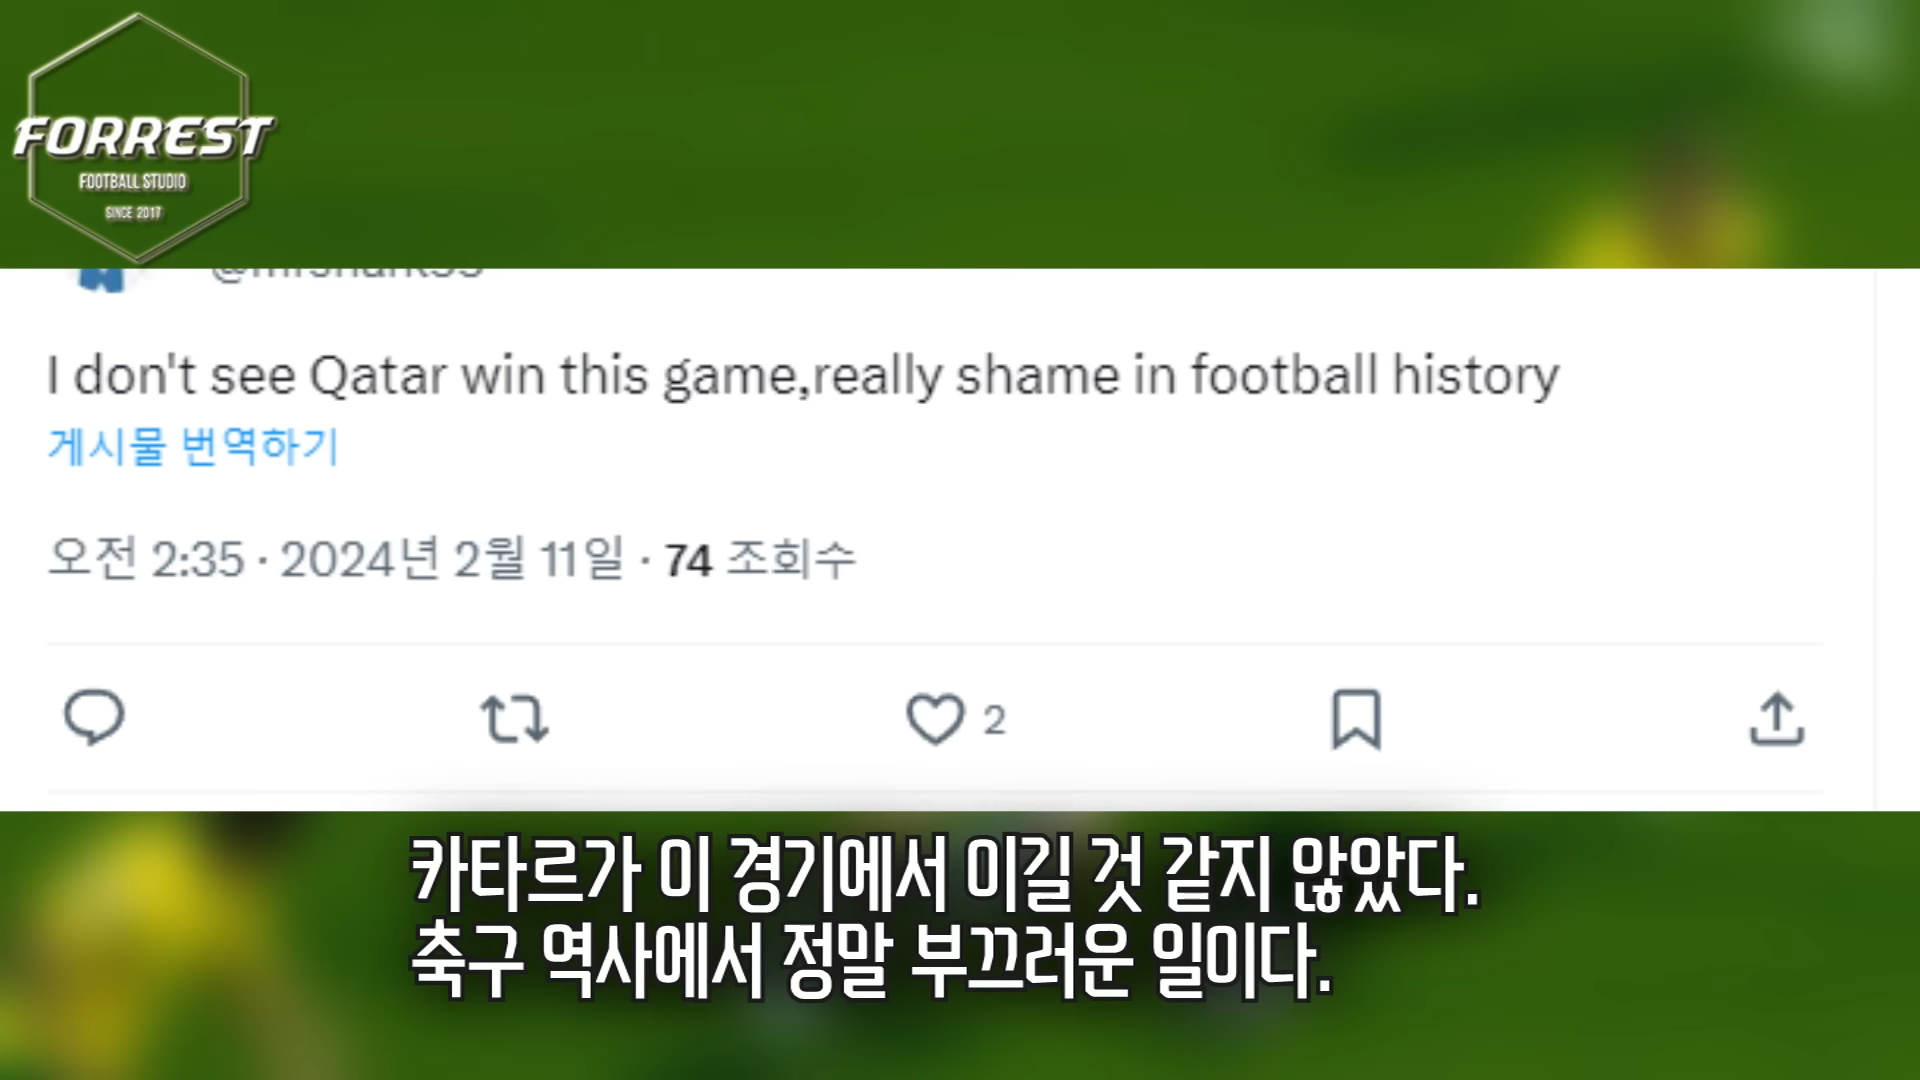 FORREST
FOOTBALL STUDIO
SINCE 2017
I don't see Qatar win this game,really shame in football history
게시물 번역하기
오전 2:35 · 2024년 2월 11일 · 74 조회수
2
카타르가 이 경기에서 이길 것 같지 않았다.
축구 역사에서 정말 부끄러운 일이다.